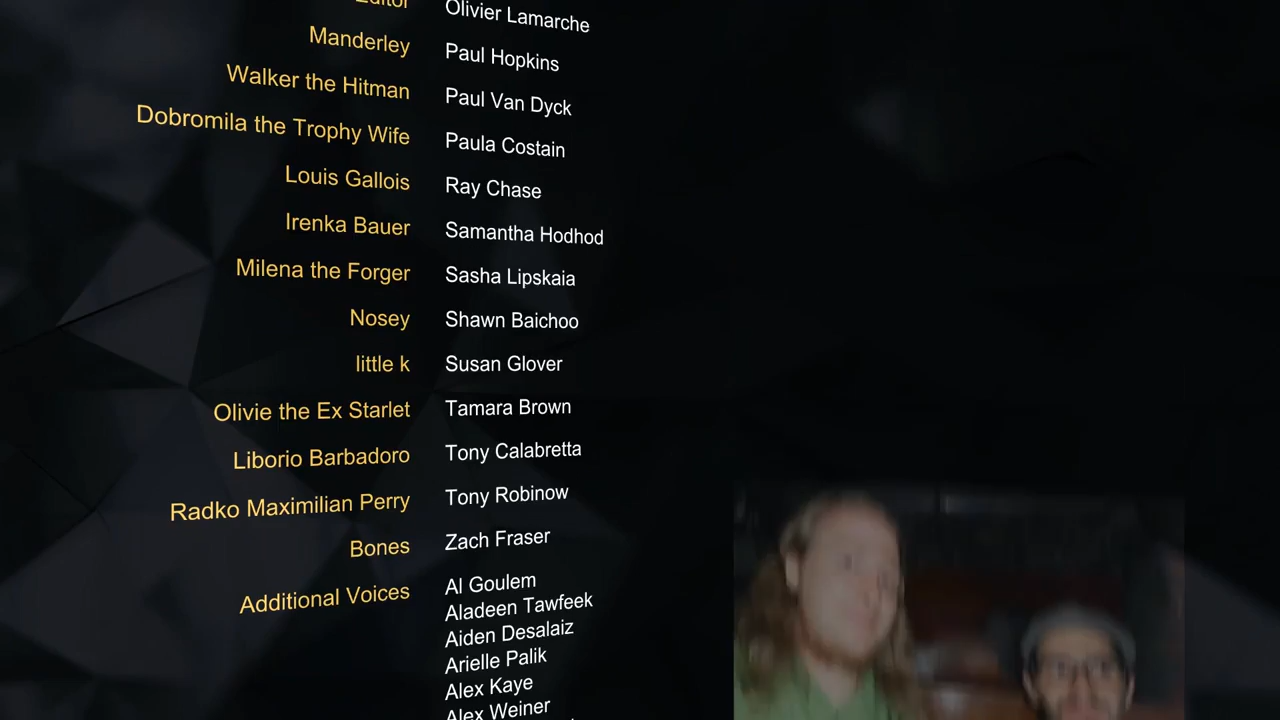 Editor Olivier Lamarche
Manderley Paul Hopkins
Walker the Hitman Paul Van Dyck
Dobromila the Trophy Wife Paula Costain
Louis Gallois Ray Chase
Irenka Bauer Samantha Hodhod
Milena the Forger Sasha Lipskaia
Nosey Shawn Baichoo
little k Susan Glover
Olivie the Ex Starlet Tamara Brown
Liborio Barbadoro Tony Calabretta
Radko Maximilian Perry Tony Robinow
Bones Zach Fraser
Additional Voices Al Goulem
Aladeen Tawfeek
Aiden Desalaiz
Arielle Palik
Alex Kaye
Alex Weiner